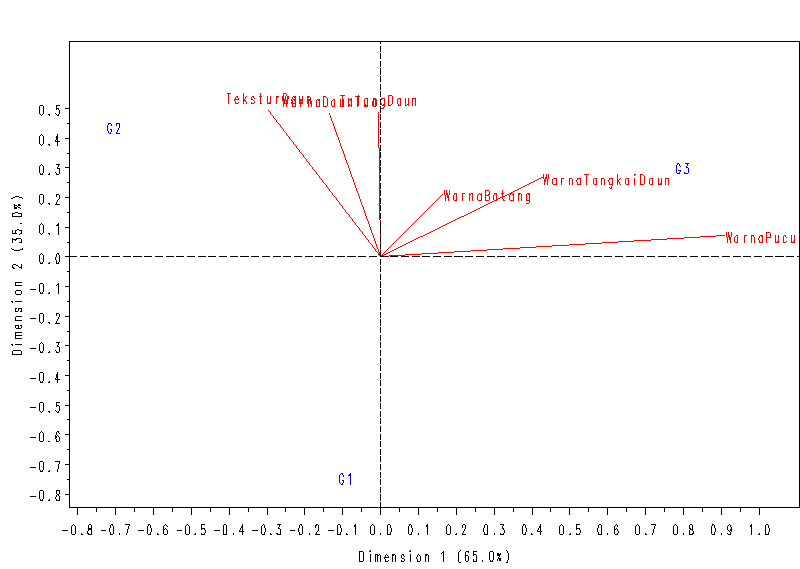 TeksturDaun
WarnaDaunTua
TulangDaun
0.5
G2
0.4
0.3
G3
WarnaTangkaiDaun
0.2
WarnaBatang
0.1
WarnaPucu
0.0
-0.1
-0.2
-0.3
-0.4
-0.5
-0.6
-0.7
G1
-0.8
Dimension 2 (35.0%)
-0.8 -0.7 -0.6 -0.5 -0.4 -0.3 -0.2 -0.1 0.0 0.1 0.2 0.3 0.4 0.5 0.6 0.7 0.8 0.9 1.0
Dimension 1 (65.0%)